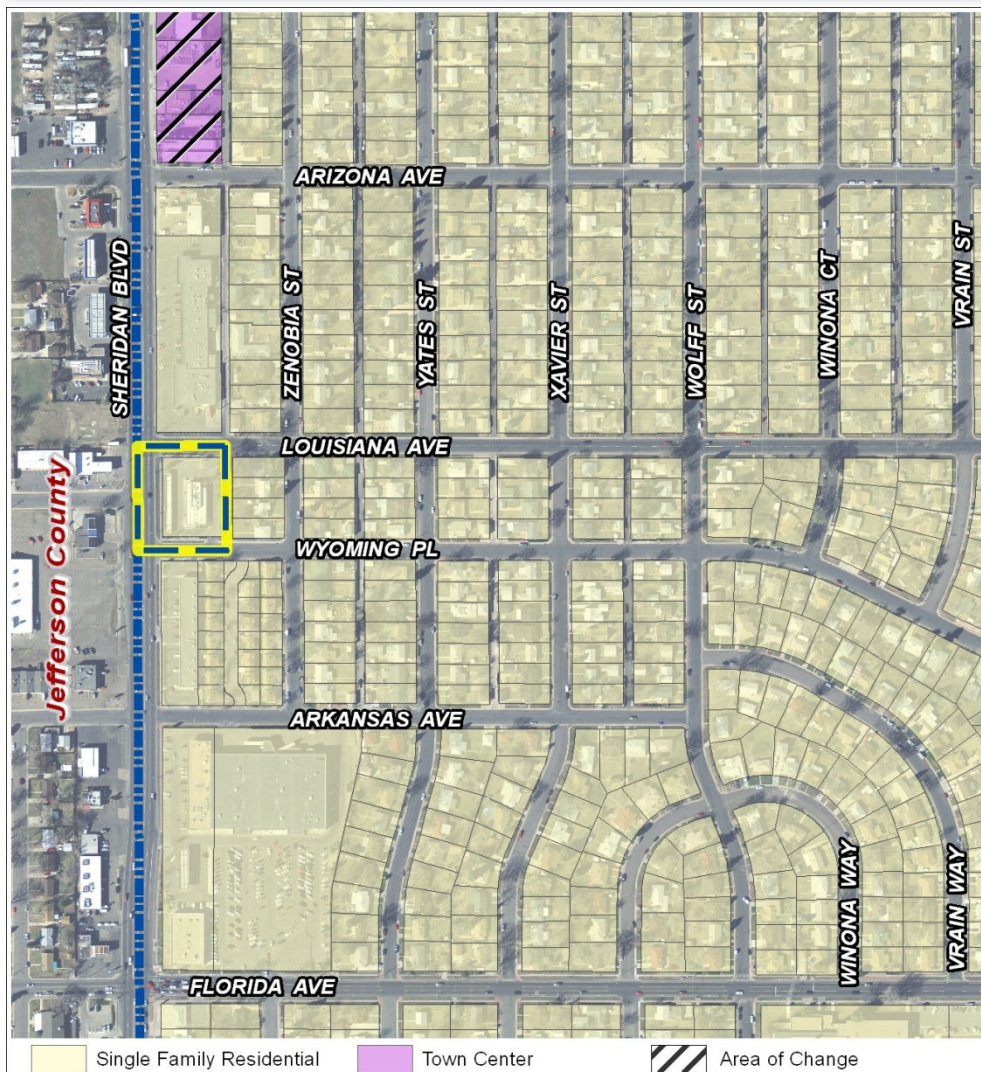 ARIZONA AVE
SHERIDAN BLVD
ZENOBIA ST
YATES ST
XAVIER ST
WOLFF ST
WINONA CT
VRAIN ST
LOUISIANA AVE
Jefferson County
WYOMING PL
ARKANSAS AVE
WINONA WAY
VRAIN WAY
FLORIDA AVE
Single Family Residential
Town Center
Area of Change